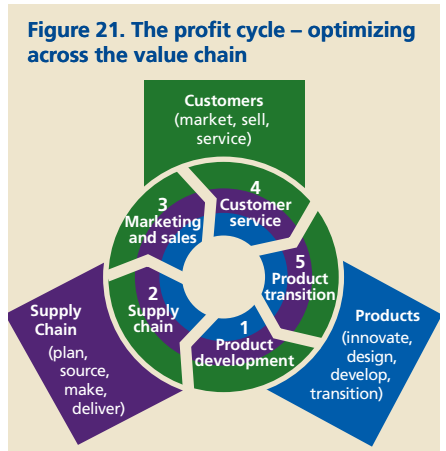 Figure 21. The profit cycle – optimizing
across the value chain
Customers
(market, sell,
service)
3
Marketing
and sales
4
Customer
service
5
Product
transition
2
Supply
chain
1
Product
development
Supply
Chain
(plan,
source,
make,
deliver)
Products
(innovate,
design,
develop,
transition)